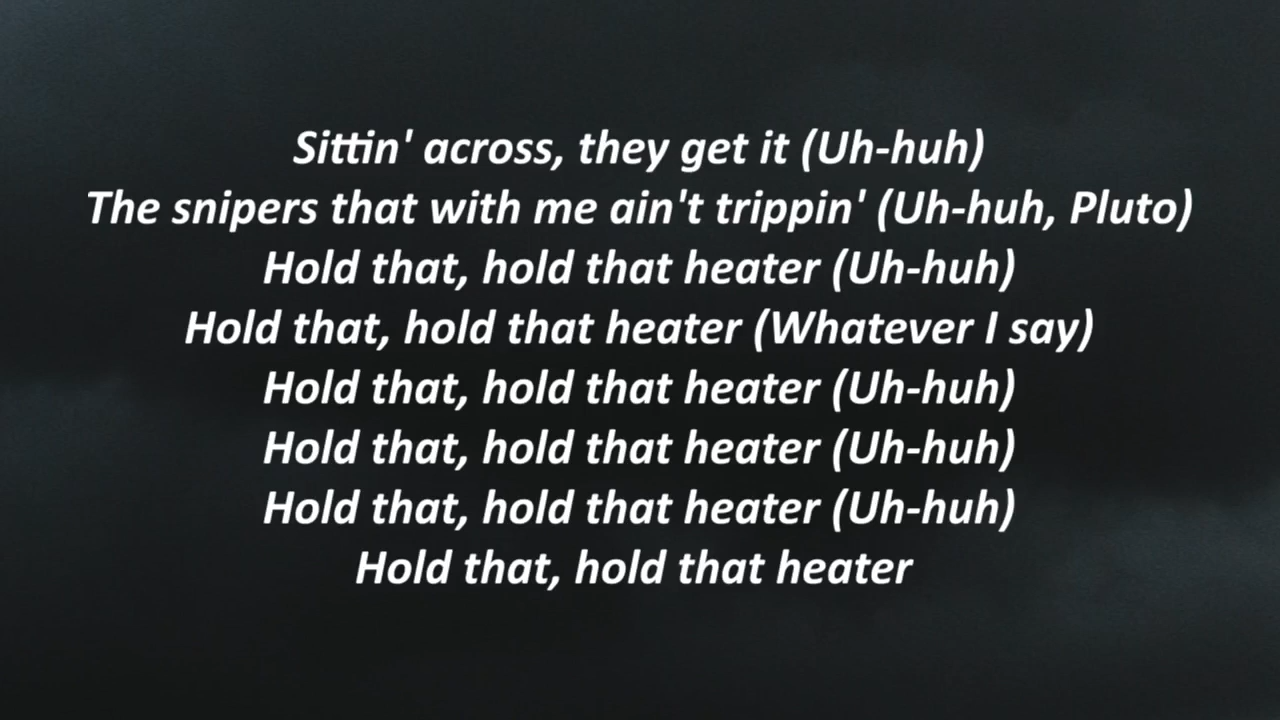 Sittin' across, they get it (Uh-huh)
The snipers that with me ain't trippin' (Uh-huh, Pluto)
Hold that, hold that heater (Uh-huh)
Hold that, hold that heater (Whatever I say)
Hold that, hold that heater (Uh-huh)
Hold that, hold that heater (Uh-huh)
Hold that, hold that heater (Uh-huh)
Hold that, hold that heater